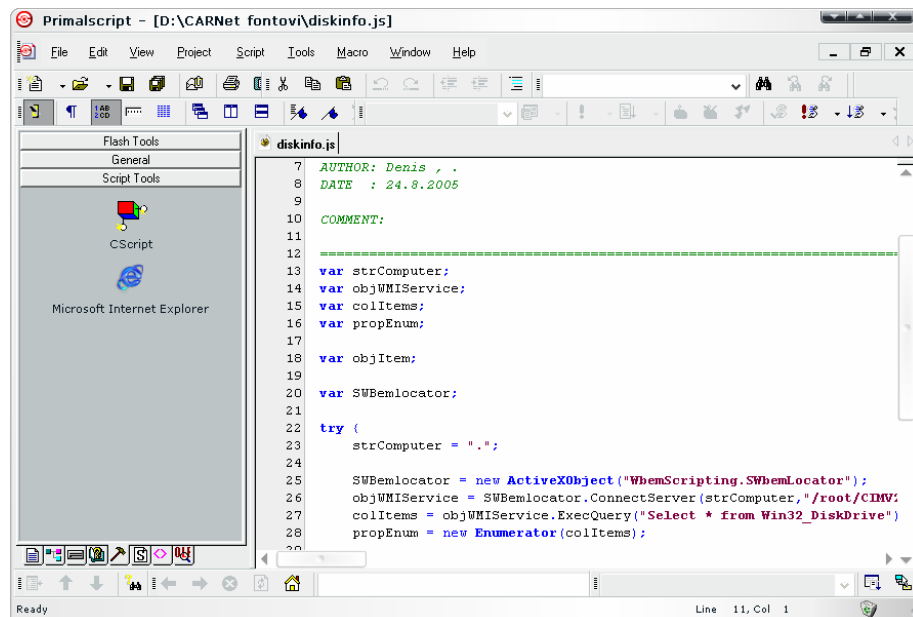 Primalscript - [D:\CARNet fontovi\diskinfo.js]
File Edit View Project Script Tools Macro Window Help
Flash Tools
General
Script Tools
CScript
Microsoft Internet Explorer
diskinfo.js
7 AUTHOR: Denis , .
8 DATE : 24.8.2005
9
10 COMMENT:
11
12 ==========================================================================
13 var strComputer;
14 var objWMIService;
15 var colItems;
16 var propEnum;
17
18 var objItem;
19
20 var SWBemlocator;
21
22 try {
23 strComputer = ".";
24
25 SWBemlocator = new ActiveXObject("WbemScripting.SWbemLocator");
26 objWMIService = SWBemlocator.ConnectServer(strComputer,"/root/CIMV2
27 colItems = objWMIService.ExecQuery("Select * from Win32_DiskDrive")
28 propEnum = new Enumerator(colItems);
Ready
Line 11, Col 1